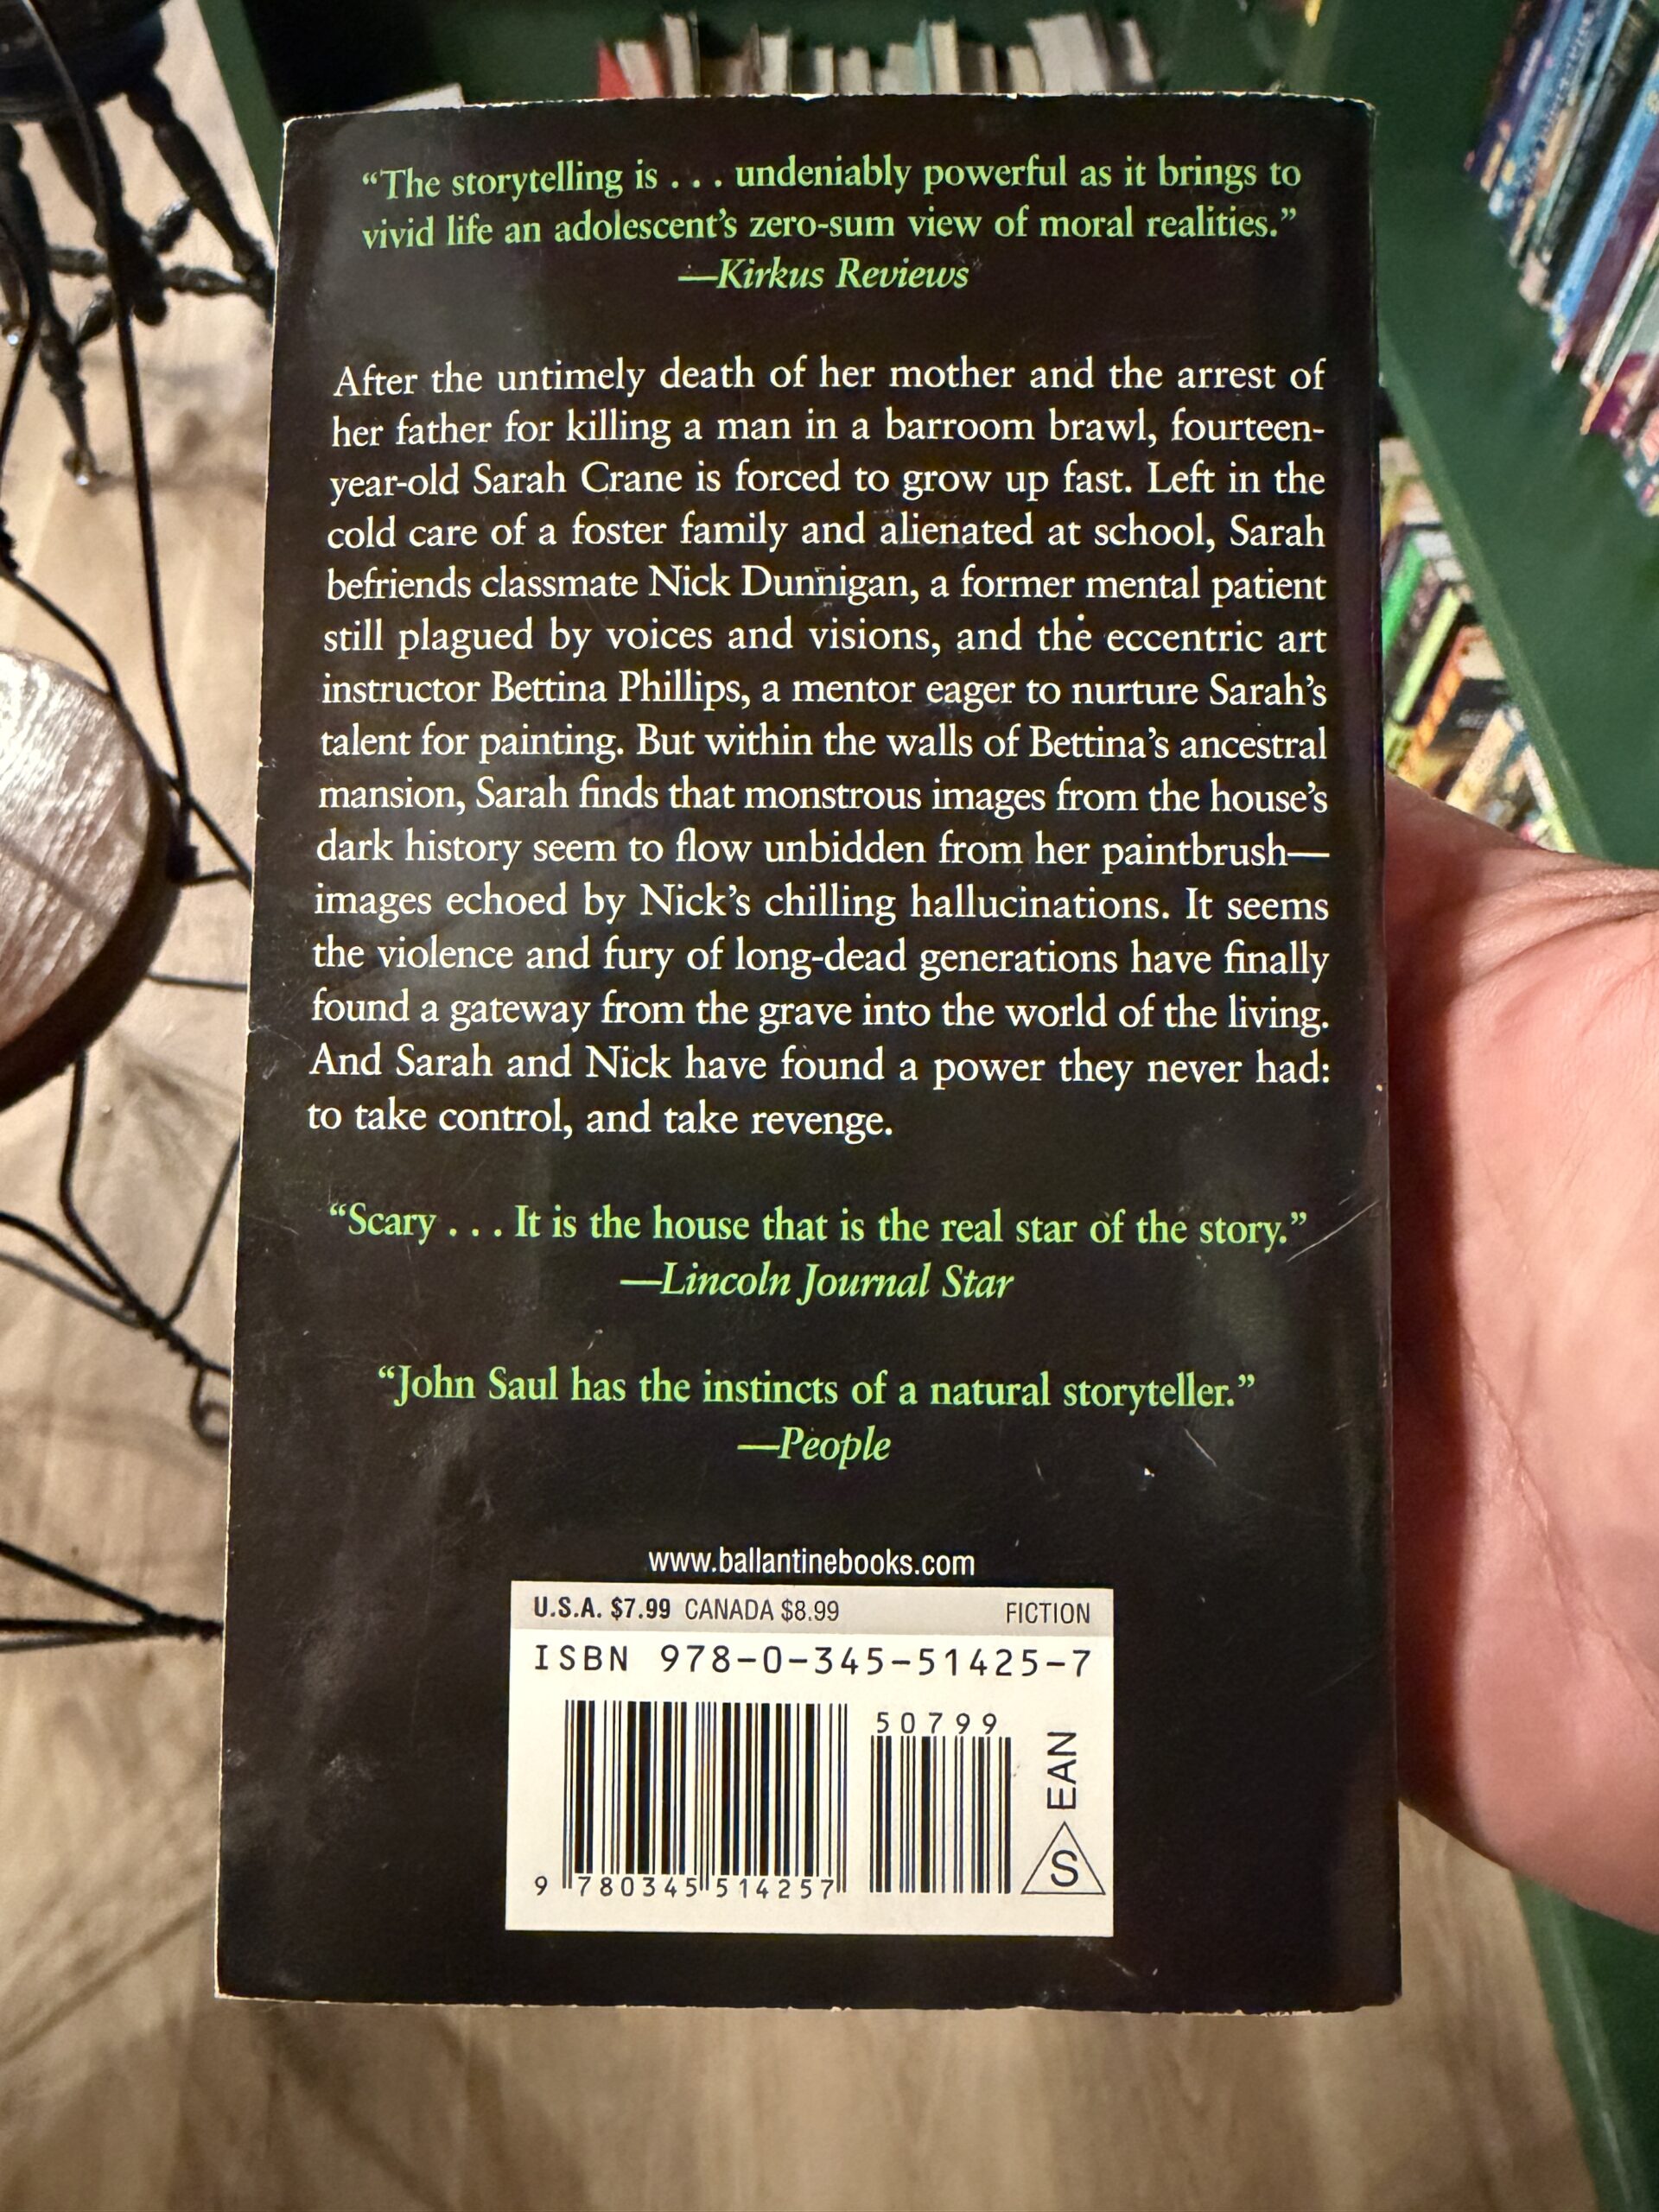 “The storytelling is . . . undeniably powerful as it brings to
vivid life an adolescent’s zero-sum view of moral realities.”
—Kirkus Reviews
After the untimely death of her mother and the arrest of
her father for killing a man in a barroom brawl, fourteen-
year-old Sarah Crane is forced to grow up fast. Left in the
cold care of a foster family and alienated at school, Sarah
befriends classmate Nick Dunnigan, a former mental patient
still plagued by voices and visions, and the eccentric art
instructor Bettina Phillips, a mentor eager to nurture Sarah’s
talent for painting. But within the walls of Bettina’s ancestral
mansion, Sarah finds that monstrous images from the house’s
dark history seem to flow unbidden from her paintbrush—
images echoed by Nick’s chilling hallucinations. It seems
the violence and fury of long-dead generations have finally
found a gateway from the grave into the world of the living.
And Sarah and Nick have found a power they never had:
to take control, and take revenge.
“Scary . . . It is the house that is the real star of the story.”
—Lincoln Journal Star
“John Saul has the instincts of a natural storyteller.”
—People
www.ballantinebooks.com
U.S.A. $7.99 CANADA $8.99 FICTION
ISBN 978-0-345-51425-7
50799
9 780345 514257
EAN
S